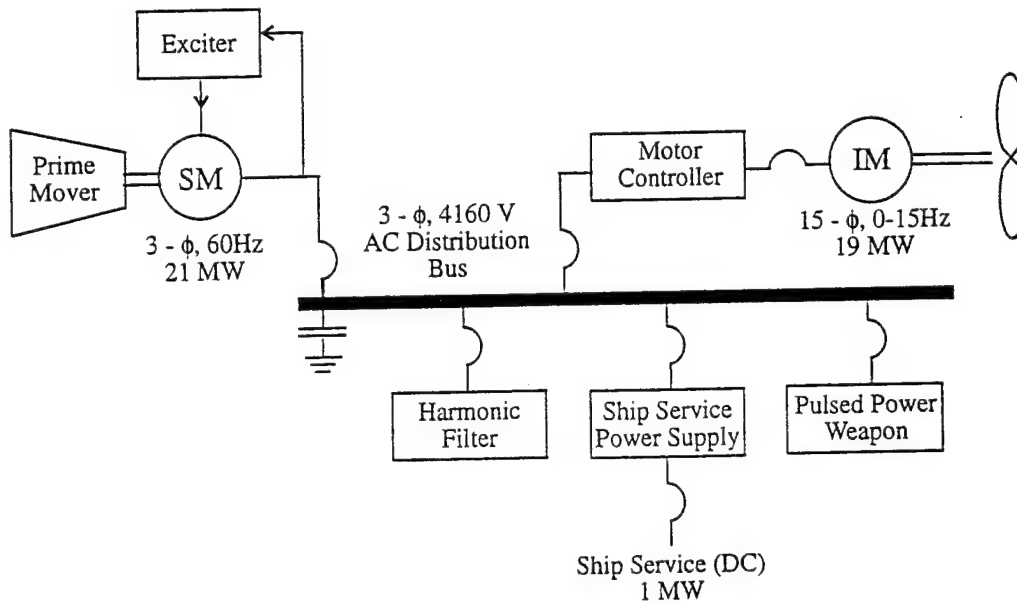 Exciter
Prime
Mover
SM
3 - ϕ, 60Hz
21 MW
3 - ϕ, 4160 V
AC Distribution
Bus
Motor
Controller
IM
15 - ϕ, 0-15Hz
19 MW
Harmonic
Filter
Ship Service
Power Supply
Pulsed Power
Weapon
Ship Service (DC)
1 MW